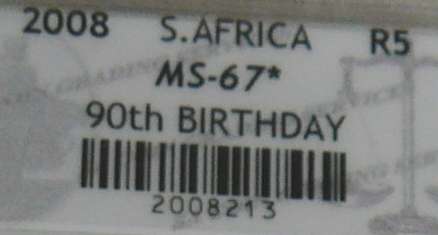 2008 S.AFRICA R5
MS-67*
90th BIRTHDAY
2008213